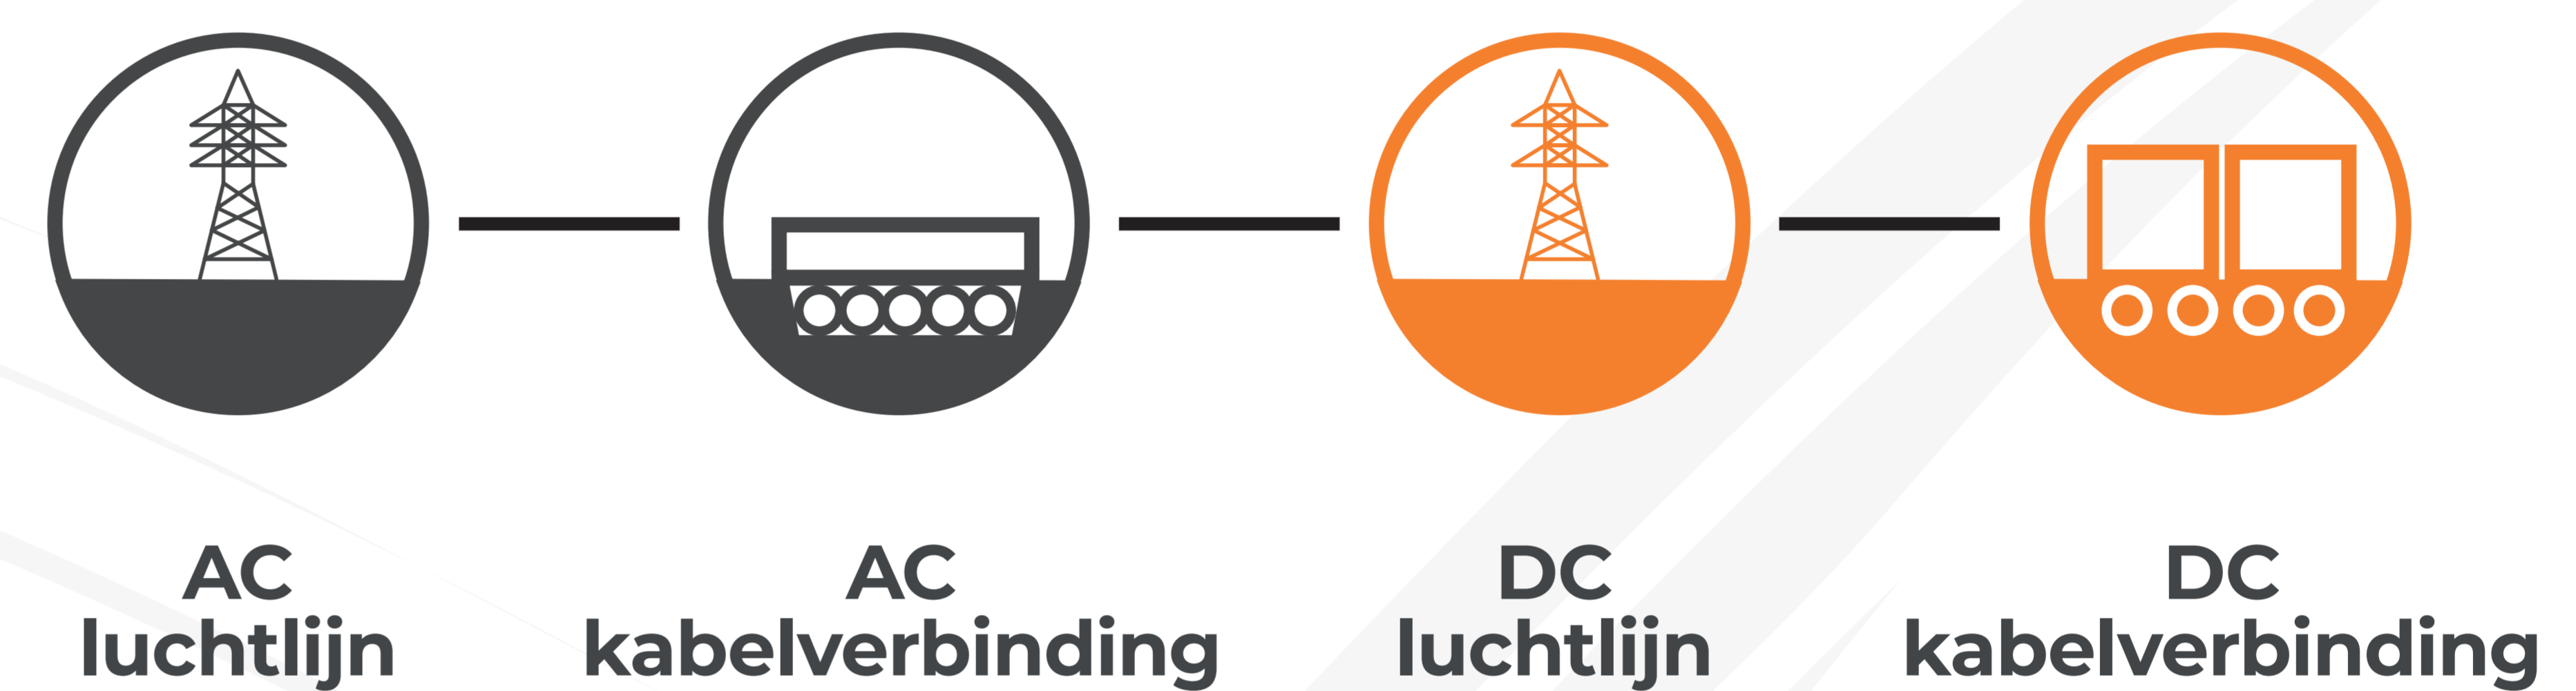 AC
luchtlijn
AC
kabelverbinding
DC
luchtlijn
DC
kabelverbinding